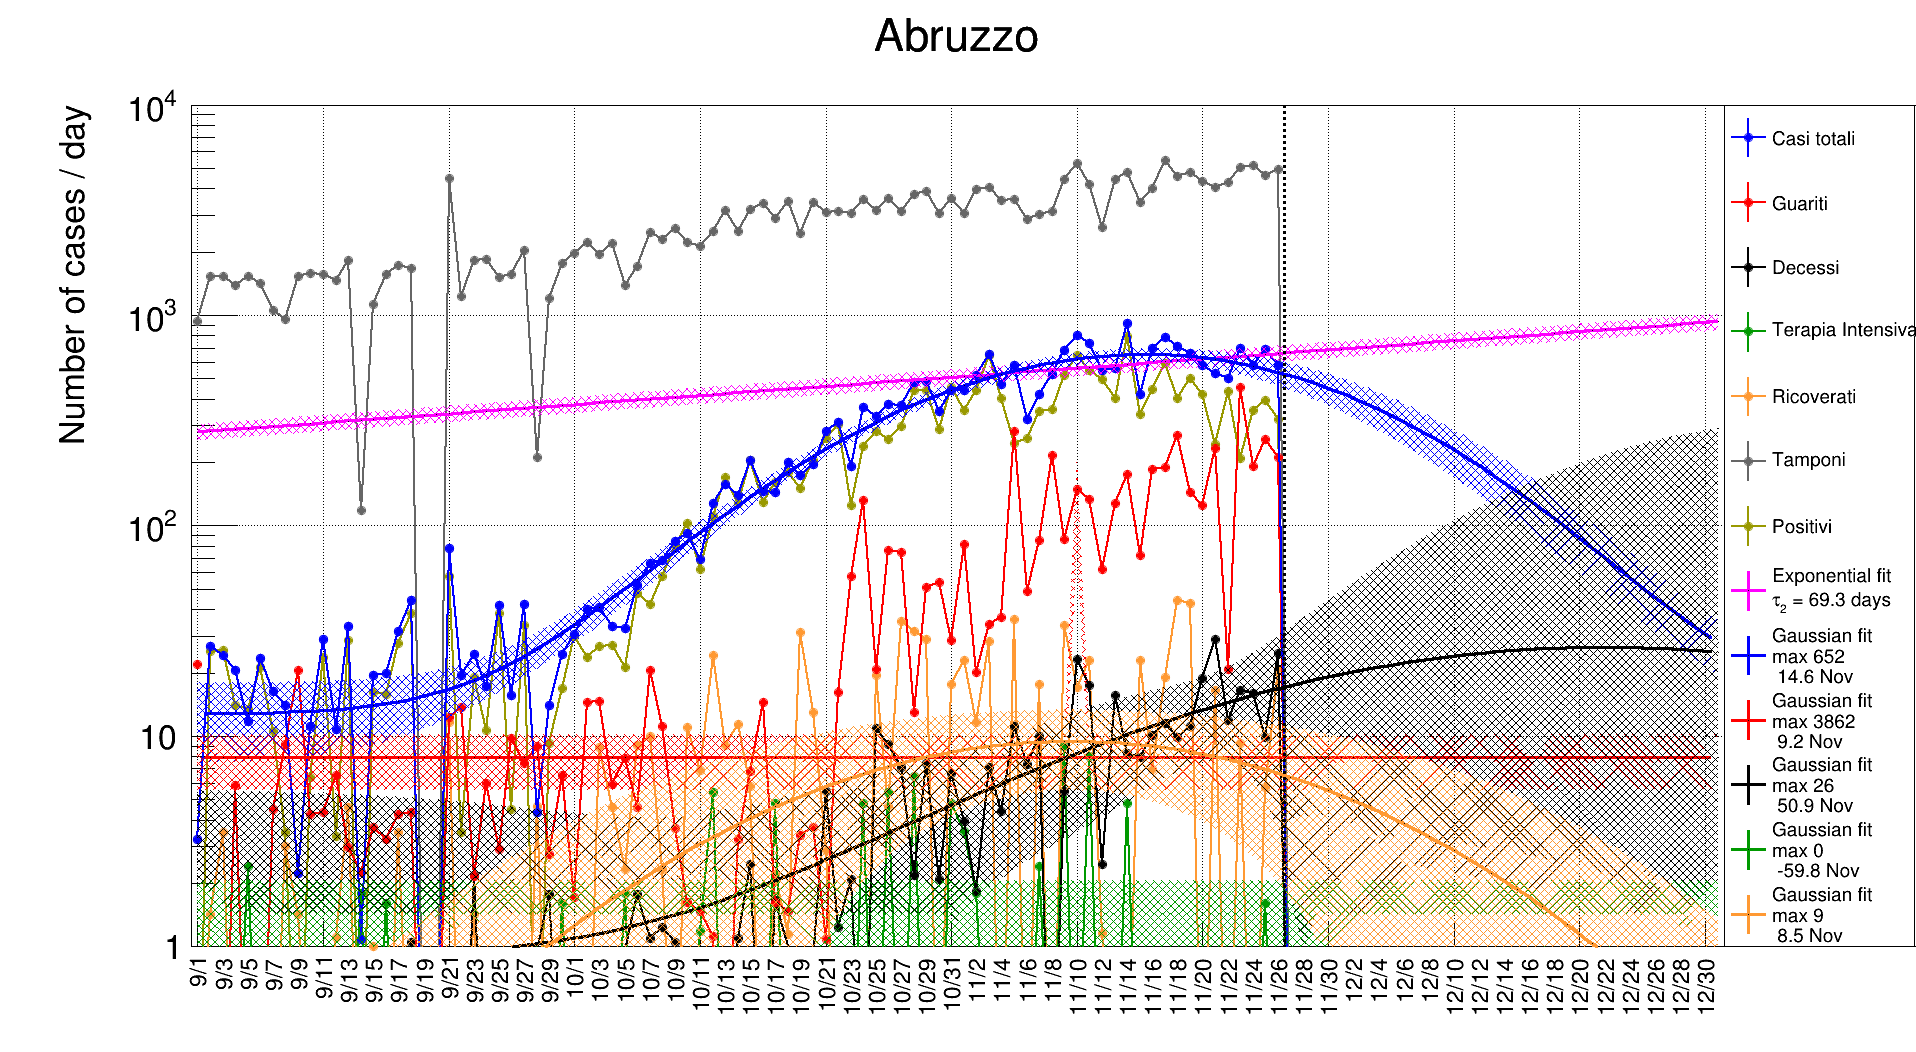 Abruzzo
Number of cases / day
10⁴
10³
10²
10
1
9/1 9/3 9/5 9/7 9/9 9/11 9/13 9/15 9/17 9/19 9/21 9/23 9/25 9/27 9/29 10/1 10/3 10/5 10/7 10/9 10/11 10/13 10/15 10/17 10/19 10/21 10/23 10/25 10/27 10/29 10/31 11/2 11/4 11/6 11/8 11/10 11/12 11/14 11/16 11/18 11/20 11/22 11/24 11/26 11/28 11/30 12/2 12/4 12/6 12/8 12/10 12/12 12/14 12/16 12/18 12/20 12/22 12/24 12/26 12/28 12/30
Casi totali
Guariti
Decessi
Terapia Intensiva
Ricoverati
Tamponi
Positivi
Exponential fit
τ₂ = 69.3 days
Gaussian fit
max 652
14.6 Nov
Gaussian fit
max 3862
9.2 Nov
Gaussian fit
max 26
50.9 Nov
Gaussian fit
max 0
-59.8 Nov
Gaussian fit
max 9
8.5 Nov